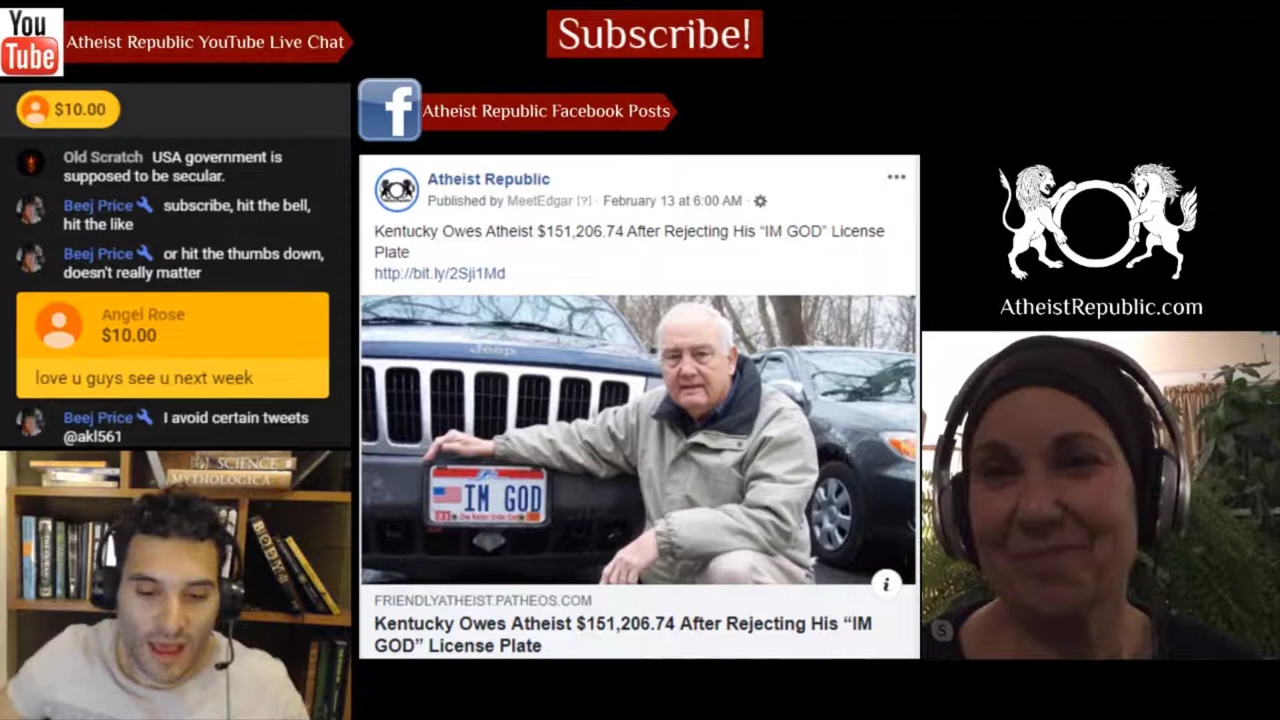 You
Tube
Atheist Republic YouTube Live Chat
Subscribe!
$10.00
Old Scratch USA government is
supposed to be secular.
Beej Price subscribe, hit the bell,
hit the like
Beej Price or hit the thumbs down,
doesn't really matter
Angel Rose
$10.00
love u guys see u next week
Beej Price I avoid certain tweets
@akl561
SCIENCE
MYTHOLOGICA
BODY
f
Atheist Republic Facebook Posts
Atheist Republic
Published by MeetEdgar [?] · February 13 at 6:00 AM ·
Kentucky Owes Atheist $151,206.74 After Rejecting His “IM GOD” License
Plate
http://bit.ly/2Sji1Md
Jeep
IM GOD
i
FRIENDLYATHEIST.PATHEOS.COM
Kentucky Owes Atheist $151,206.74 After Rejecting His “IM
GOD” License Plate
AtheistRepublic.com
S